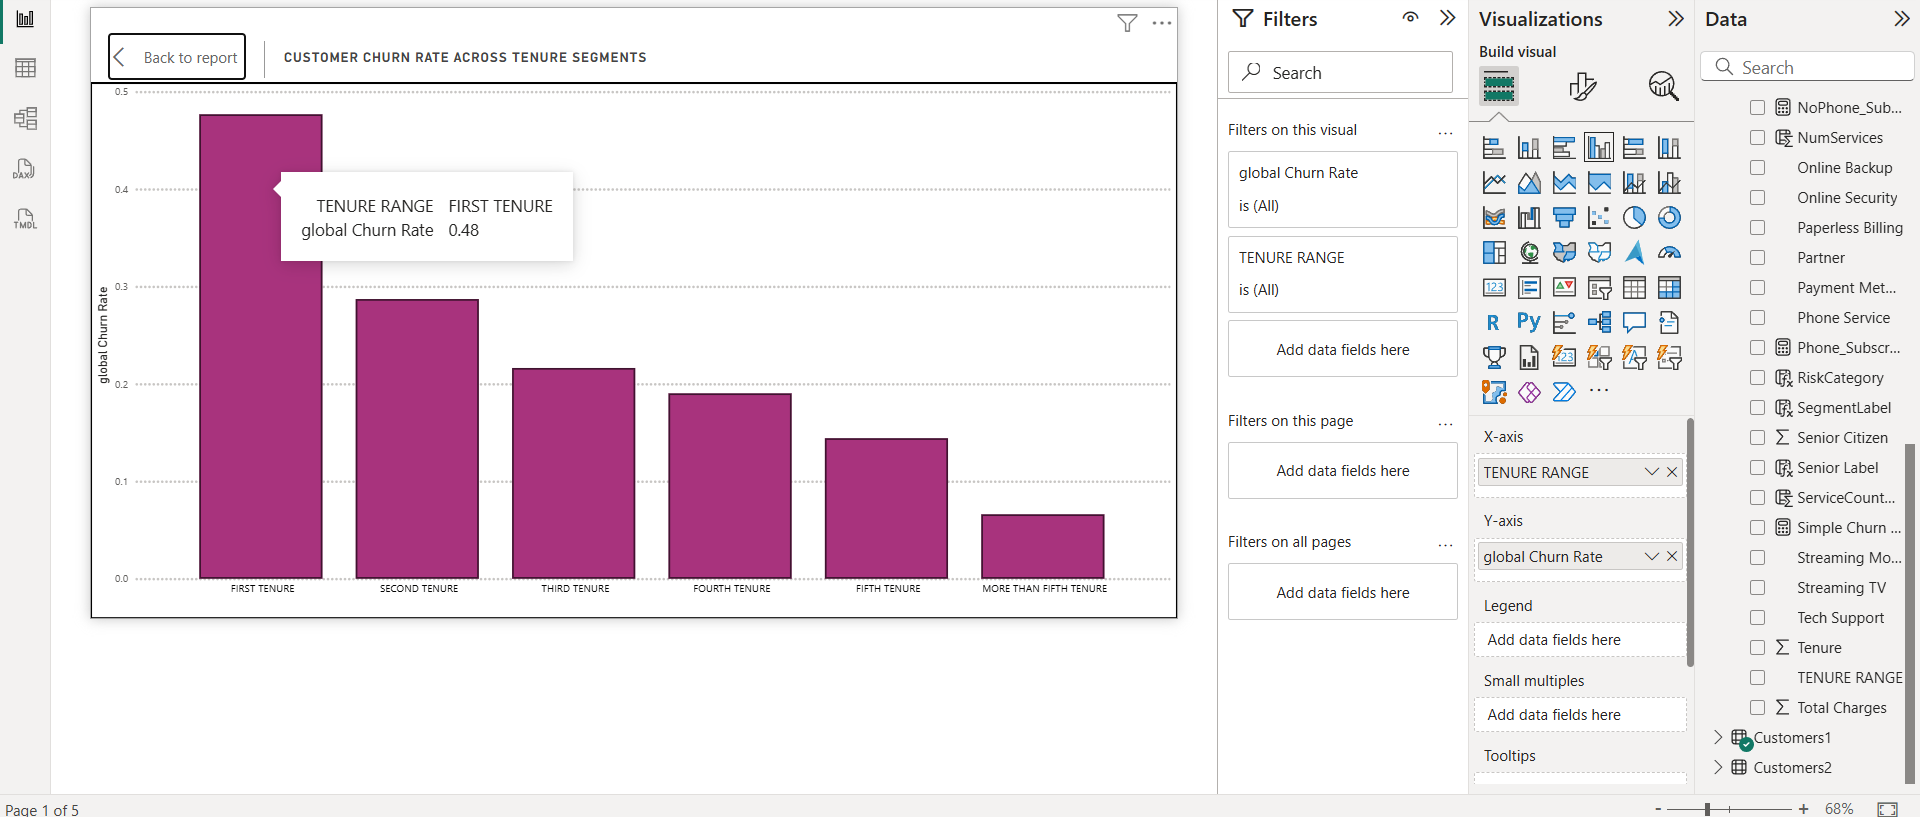 Back to report
CUSTOMER CHURN RATE ACROSS TENURE SEGMENTS
0.5
0.4
0.3
0.2
0.1
0.0
global Churn Rate
TENURE RANGE FIRST TENURE
global Churn Rate 0.48
FIRST TENURE
SECOND TENURE
THIRD TENURE
FOURTH TENURE
FIFTH TENURE
MORE THAN FIFTH TENURE
DAX
TMDL
Page 1 of 5
Filters
Search
Filters on this visual ...
global Churn Rate
is (All)
TENURE RANGE
is (All)
Add data fields here
Filters on this page ...
Add data fields here
Filters on all pages ...
Add data fields here
Visualizations
Build visual
123
R
Py
123
X-axis
TENURE RANGE
Y-axis
global Churn Rate
Legend
Add data fields here
Small multiples
Add data fields here
Tooltips
Data
Search
NoPhone_Sub...
NumServices
Online Backup
Online Security
Paperless Billing
Partner
Payment Met...
Phone Service
Phone_Subscr...
RiskCategory
SegmentLabel
Senior Citizen
Senior Label
ServiceCount...
Simple Churn ...
Streaming Mo...
Streaming TV
Tech Support
Tenure
TENURE RANGE
Total Charges
Customers1
Customers2
- + 68%